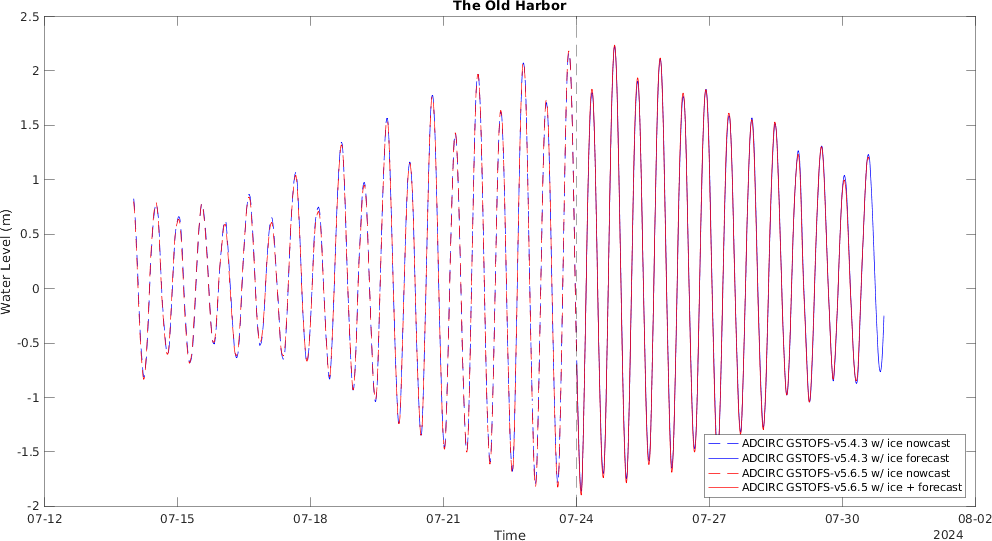 The Old Harbor
Water Level (m)
2.5
2
1.5
1
0.5
0
-0.5
-1
-1.5
-2
07-12
07-15
07-18
07-21
07-24
07-27
07-30
08-02
Time
2024
ADCIRC GSTOFS-v5.4.3 w/ ice nowcast
ADCIRC GSTOFS-v5.4.3 w/ ice forecast
ADCIRC GSTOFS-v5.6.5 w/ ice nowcast
ADCIRC GSTOFS-v5.6.5 w/ ice + forecast